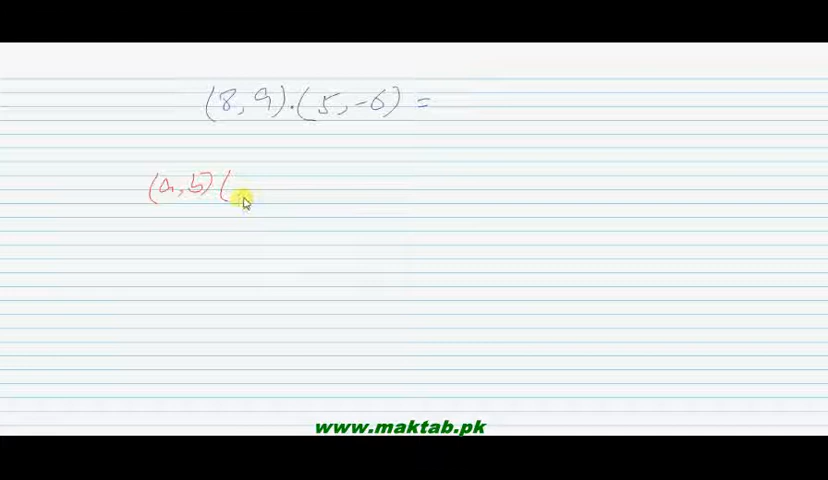 (8, 9).(5, -6) =
(a, b) (
www.maktab.pk